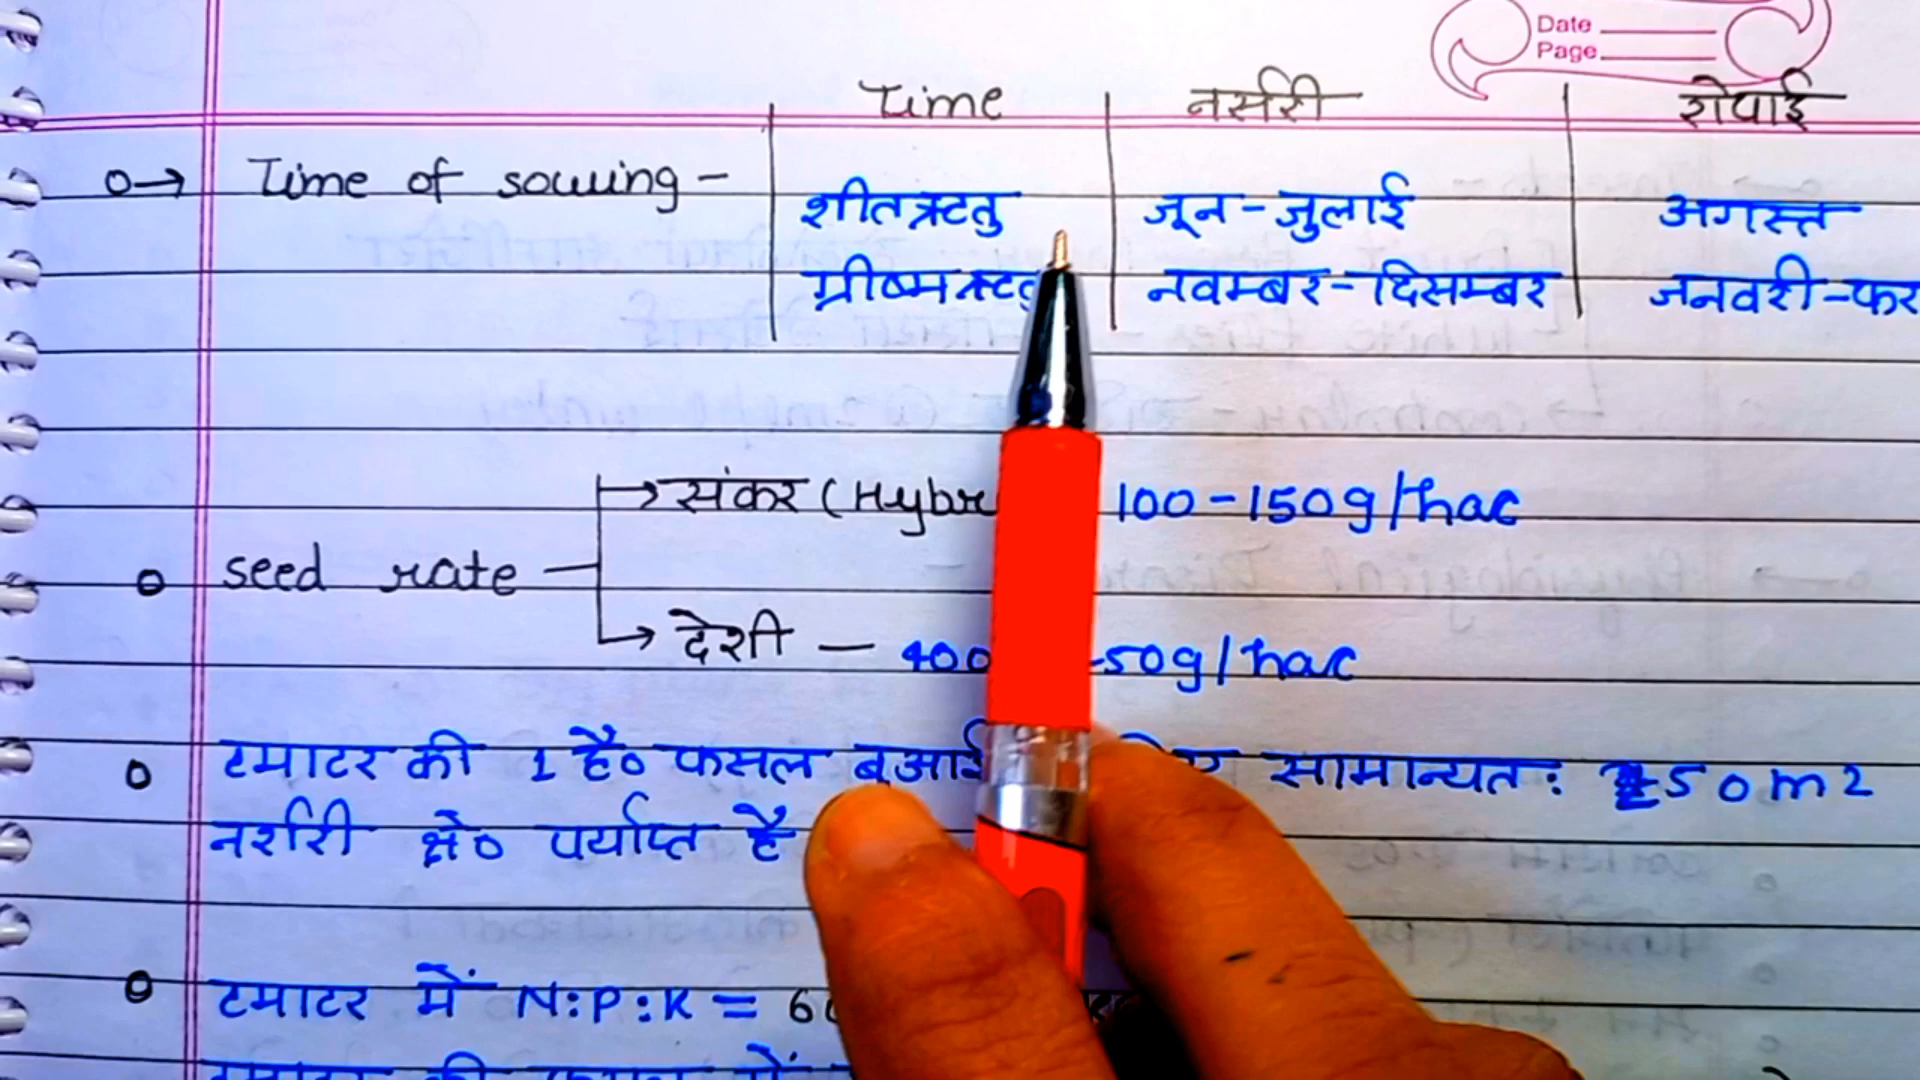 Date
Page
Time नर्सरी रोपाई
Time of sowing - शीतऋतु जून-जुलाई अगस्त
ग्रीष्मऋतु नवम्बर-दिसम्बर जनवरी-फर
→ संकर (Hybr 100-150g/hac
seed rate
→ देशी - 400 -50g/hac
टमाटर की 1 है० फसल बुआई सामान्यत: 250m2
नर्सरी क्षे० पर्याप्त है
टमाटर में N:P:K = 6